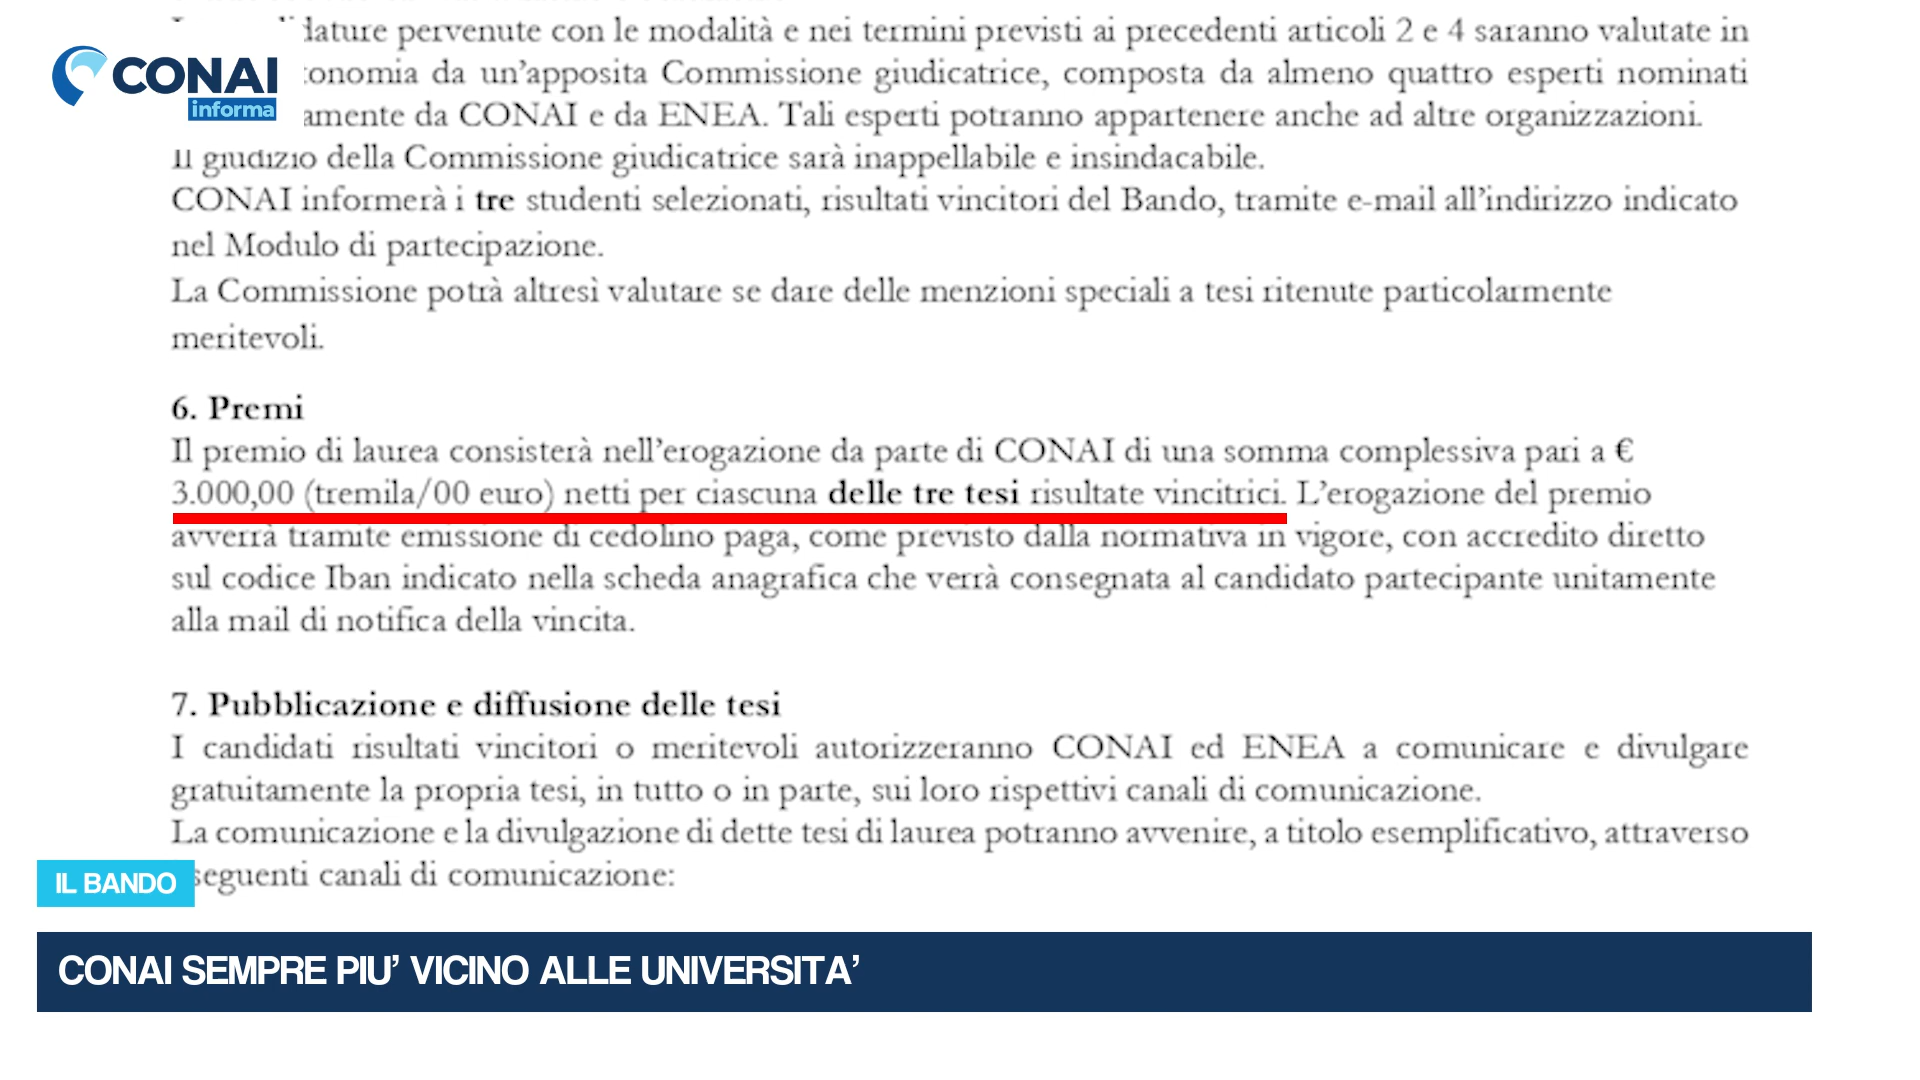 CONAI
informa
dature pervenute con le modalità e nei termini previsti ai precedenti articoli 2 e 4 saranno valutate in
onomia da un’apposita Commissione giudicatrice, composta da almeno quattro esperti nominati
amente da CONAI e da ENEA. Tali esperti potranno appartenere anche ad altre organizzazioni.
Il giudizio della Commissione giudicatrice sarà inappellabile e insindacabile.
CONAI informerà i tre studenti selezionati, risultati vincitori del Bando, tramite e-mail all’indirizzo indicato
nel Modulo di partecipazione.
La Commissione potrà altresì valutare se dare delle menzioni speciali a tesi ritenute particolarmente
meritevoli.
6. Premi
Il premio di laurea consisterà nell’erogazione da parte di CONAI di una somma complessiva pari a €
3.000,00 (tremila/00 euro) netti per ciascuna delle tre tesi risultate vincitrici. L’erogazione del premio
avverrà tramite emissione di cedolino paga, come previsto dalla normativa in vigore, con accredito diretto
sul codice Iban indicato nella scheda anagrafica che verrà consegnata al candidato partecipante unitamente
alla mail di notifica della vincita.
7. Pubblicazione e diffusione delle tesi
I candidati risultati vincitori o meritevoli autorizzeranno CONAI ed ENEA a comunicare e divulgare
gratuitamente la propria tesi, in tutto o in parte, sui loro rispettivi canali di comunicazione.
La comunicazione e la divulgazione di dette tesi di laurea potranno avvenire, a titolo esemplificativo, attraverso
seguenti canali di comunicazione:
IL BANDO
CONAI SEMPRE PIU’ VICINO ALLE UNIVERSITA’